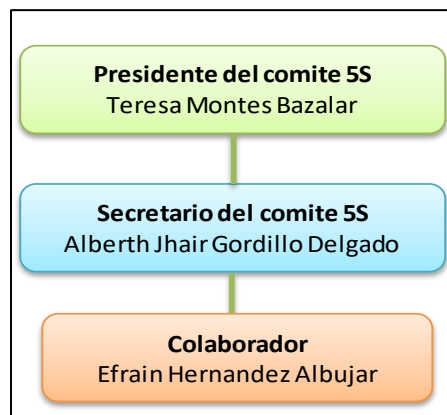 Presidente del comite 5S
Teresa Montes Bazalar
Secretario del comite 5S
Alberth Jhair Gordillo Delgado
Colaborador
Efrain Hernandez Albujar